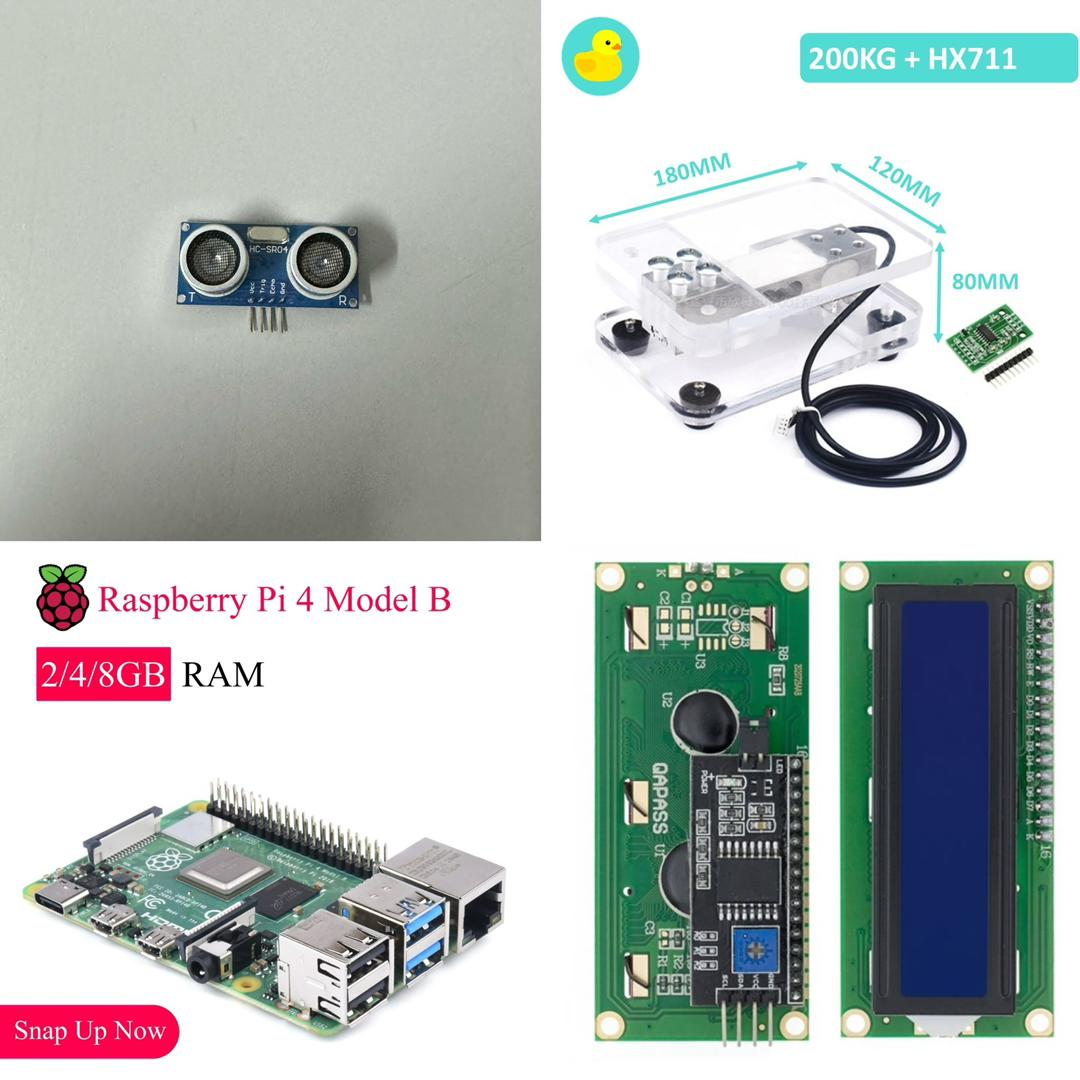 HC-SR04
Vcc
Trig
Echo
Gnd
T
R
200KG + HX711
180MM
120MM
80MM
Raspberry Pi 4 Model B
2/4/8GB RAM
Snap Up Now
K
A
C2
C1
U3
R8
U2
16
LED
POWER
QAPASS
U1
C3
R1
R2
SCL
SDA
VCC
GND
VSS
VDD
VO
RS
RW
E
D0
D1
D2
D3
D4
D5
D6
D7
A
K
16